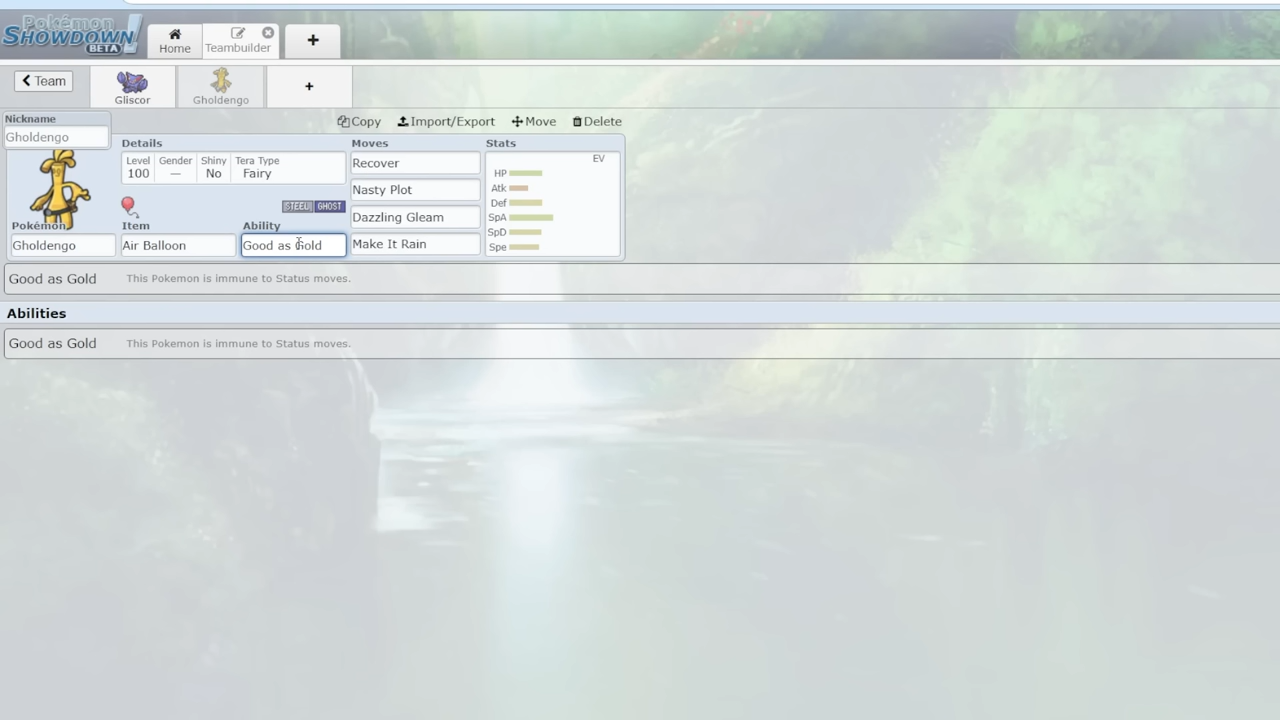 Pokémon
SHOWDOWN!
BETA
Home
Teambuilder
+
Team
Gliscor
Gholdengo
+
Nickname
Gholdengo
Copy
Import/Export
Move
Delete
Details
Moves
Stats
Level
Gender
Shiny
Tera Type
100
—
No
Fairy
Recover
Nasty Plot
Dazzling Gleam
Make It Rain
EV
HP
Atk
Def
SpA
SpD
Spe
STEEL
GHOST
Pokémon
Item
Ability
Gholdengo
Air Balloon
Good as Gold
Good as Gold This Pokemon is immune to Status moves.
Abilities
Good as Gold This Pokemon is immune to Status moves.